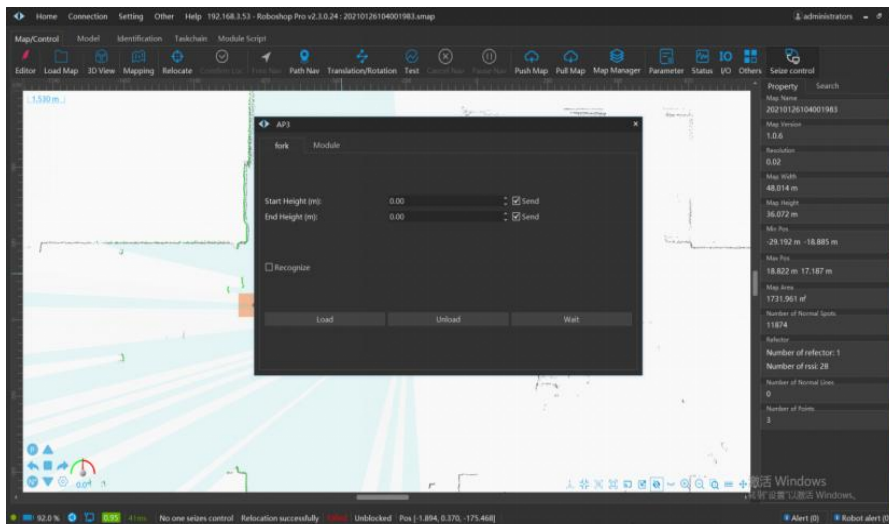 Home Connection Setting Other Help 192.168.3.53 - Roboshop Pro v2.3.0.24 : 20210126104001983.smap
administrators
Map/Control Model Identification Taskchain Module Script
Editor Load Map 3D View Mapping Relocate Path Nav Translation/Rotation Test Push Map Pull Map Map Manager Parameter Status I/O Others Seize control
1.530 m
AP3
fork Module
Start Height (m): 0.00 Send
End Height (m): 0.00 Send
Recognize
Load Unload Wait
Property Search
Map Name
20210126104001983
Map Version
1.0.6
Resolution
0.02
Map Width
48.014 m
Map Height
36.072 m
Min Pos
-29.192 m -18.885 m
Max Pos
18.822 m 17.187 m
Map Area
1731.961 m²
Number of Normal Spots
11874
Refector
Number of refector: 1
Number of rssi: 28
Number of Normal Lines
0
Number of Points
3
激活 Windows
92.0 % 0.95 41ms No one seizes control Relocation successfully Failed Unblocked Pos [-1.894, 0.370, -175.468]
Alert (0) Robot alert (0